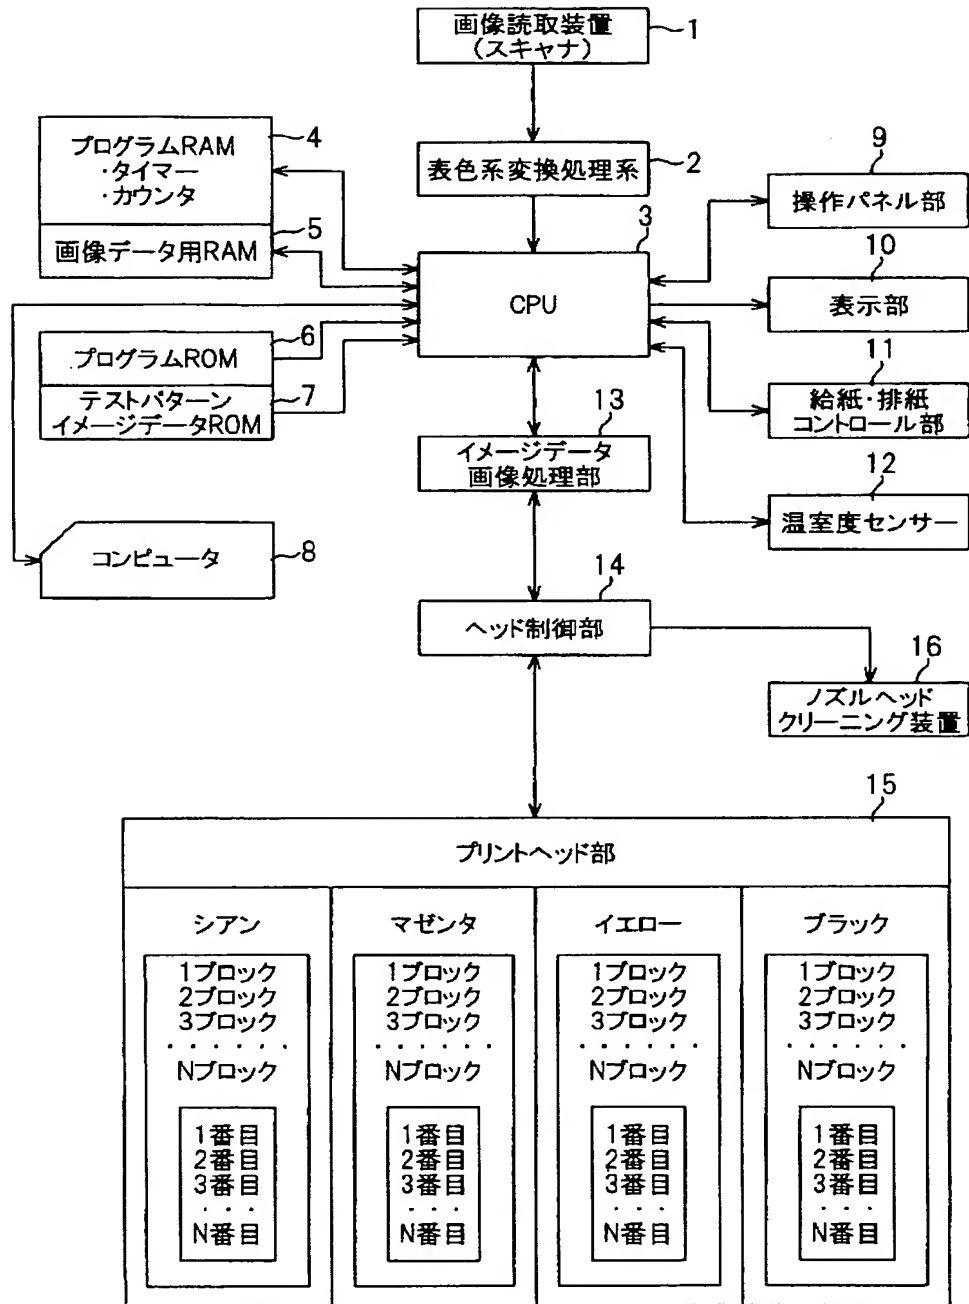 画像読取装置
(スキャナ)
1
プログラムRAM
・タイマー
・カウンタ
4
表色系変換処理系
2
9
操作パネル部
画像データ用RAM
5
3
CPU
10
表示部
プログラムROM
6
テストパターン
イメージデータROM
7
11
給紙・排紙
コントロール部
13
イメージデータ
画像処理部
12
温室度センサー
コンピュータ
8
14
ヘッド制御部
16
ノズルヘッド
クリーニング装置
15
プリントヘッド部
シアン
1ブロック
2ブロック
3ブロック
・・・・・・
Nブロック
1番目
2番目
3番目
・・・
N番目
マゼンタ
1ブロック
2ブロック
3ブロック
・・・・・・
Nブロック
1番目
2番目
3番目
・・・
N番目
イエロー
1ブロック
2ブロック
3ブロック
・・・・・・
Nブロック
1番目
2番目
3番目
・・・
N番目
ブラック
1ブロック
2ブロック
3ブロック
・・・・・・
Nブロック
1番目
2番目
3番目
・・・
N番目